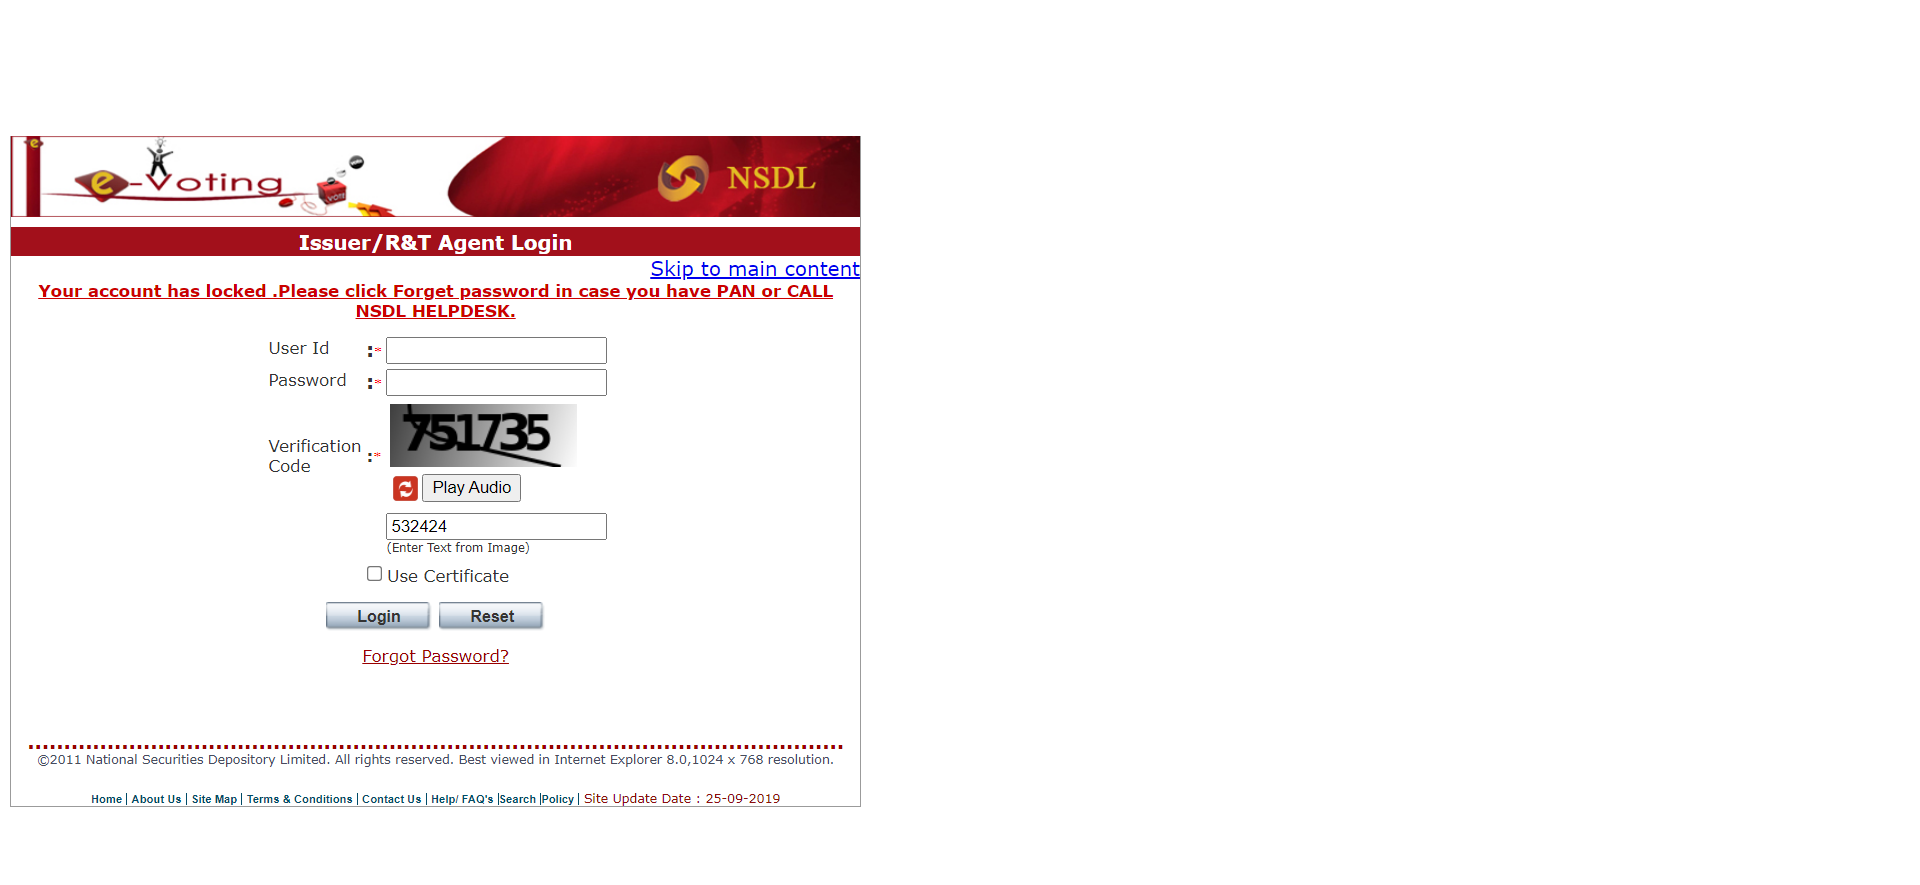 e-Voting
VOTE
NSDL
Issuer/R&T Agent Login
Skip to main content
Your account has locked .Please click Forget password in case you have PAN or CALL
NSDL HELPDESK.
User Id :*
Password :*
751735
Verification
Code :*
Play Audio
532424
(Enter Text from Image)
Use Certificate
Login Reset
Forgot Password?
©2011 National Securities Depository Limited. All rights reserved. Best viewed in Internet Explorer 8.0,1024 x 768 resolution.
Home | About Us | Site Map | Terms & Conditions | Contact Us | Help/ FAQ's |Search |Policy | Site Update Date : 25-09-2019